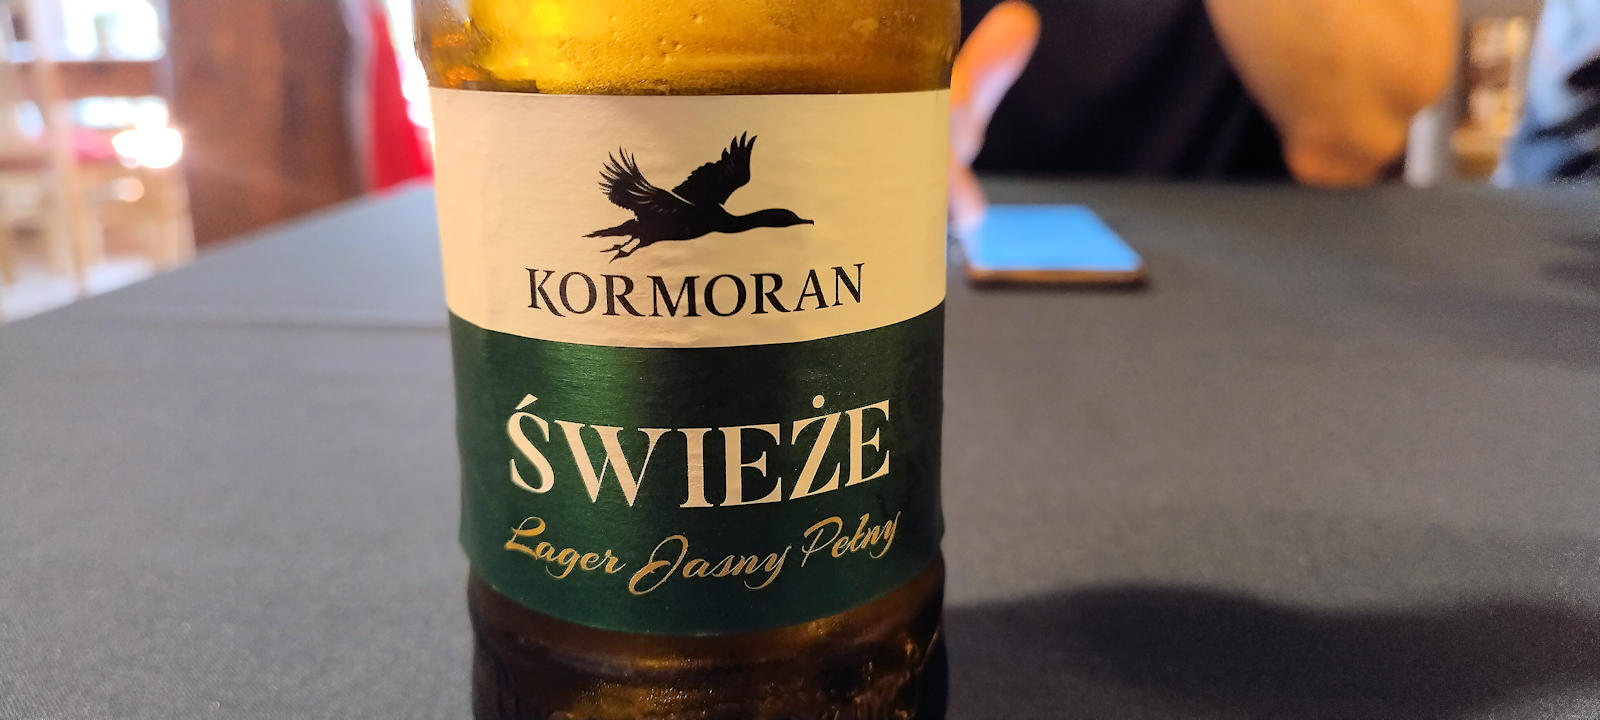 KORMORAN
ŚWIEŻE
Lager Jasny Pełny